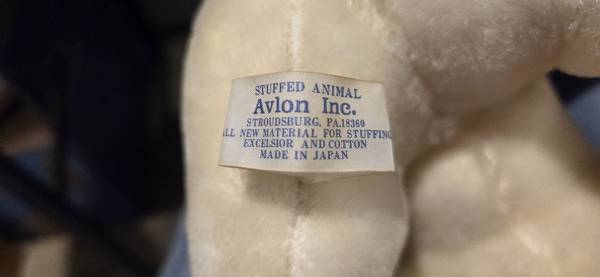 STUFFED ANIMAL
Avlon Inc.
STROUDSBURG, PA.18360
ALL NEW MATERIAL FOR STUFFING
EXCELSIOR AND COTTON
MADE IN JAPAN